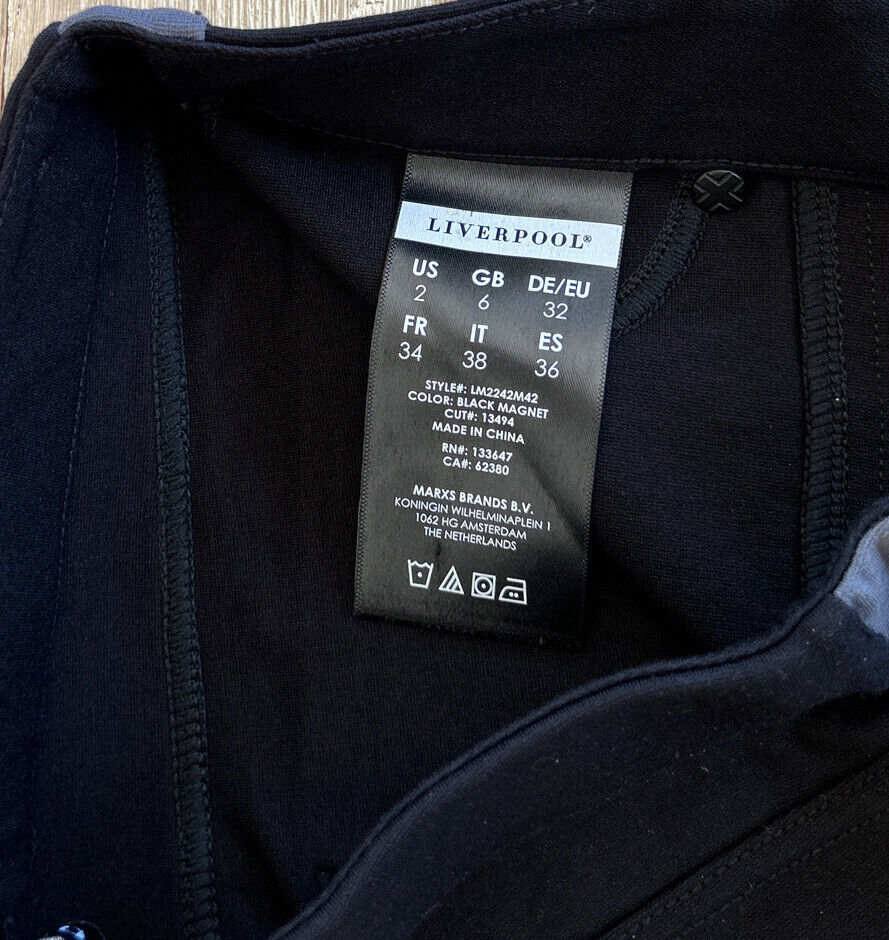 LIVERPOOL®
US GB DE/EU
2 6 32
FR IT ES
34 38 36
STYLE#: LM2242M42
COLOR: BLACK MAGNET
CUT#: 13494
MADE IN CHINA
RN#: 133647
CA#: 62380
MARXS BRANDS B.V.
KONINGIN WILHELMINAPLEIN 1
1062 HG AMSTERDAM
THE NETHERLANDS